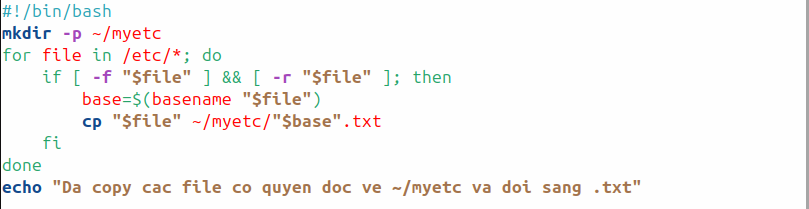 #!/bin/bash
mkdir -p ~/myetc
for file in /etc/*; do
    if [ -f "$file" ] && [ -r "$file" ]; then
        base=$(basename "$file")
        cp "$file" ~/myetc/"$base".txt
    fi
done
echo "Da copy cac file co quyen doc ve ~/myetc va doi sang .txt"